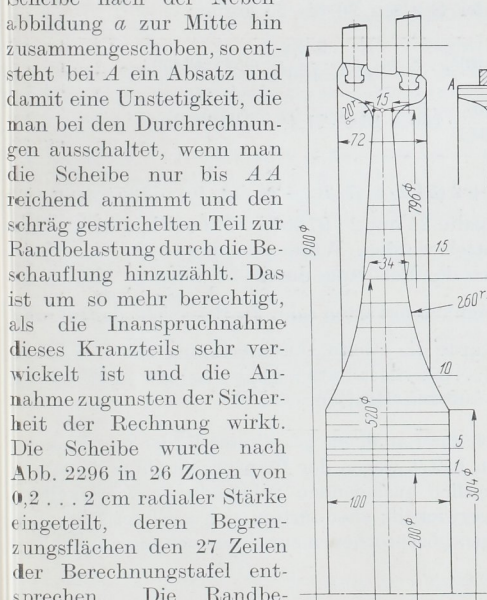 Scheibe nach der Neben-
abbildung a zur Mitte hin
zusammengeschoben, so ent-
steht bei A ein Absatz und
damit eine Unstetigkeit, die
man bei den Durchrechnun-
gen ausschaltet, wenn man
die Scheibe nur bis AA
reichend annimmt und den
schräg gestrichelten Teil zur
Randbelastung durch die Be-
schauflung hinzuzählt. Das
ist um so mehr berechtigt,
als die Inanspruchnahme
dieses Kranzteils sehr ver-
wickelt ist und die An-
nahme zugunsten der Sicher-
heit der Rechnung wirkt.
Die Scheibe wurde nach
Abb. 2296 in 26 Zonen von
0,2 . . . 2 cm radialer Stärke
eingeteilt, deren Begren-
zungsflächen den 27 Zeilen
der Berechnungstafel ent-
sprechen. Die Randbe-
A
20r
15
72
796⌀
900⌀
15
34
260r
10
520⌀
5
1
100
200⌀
304⌀